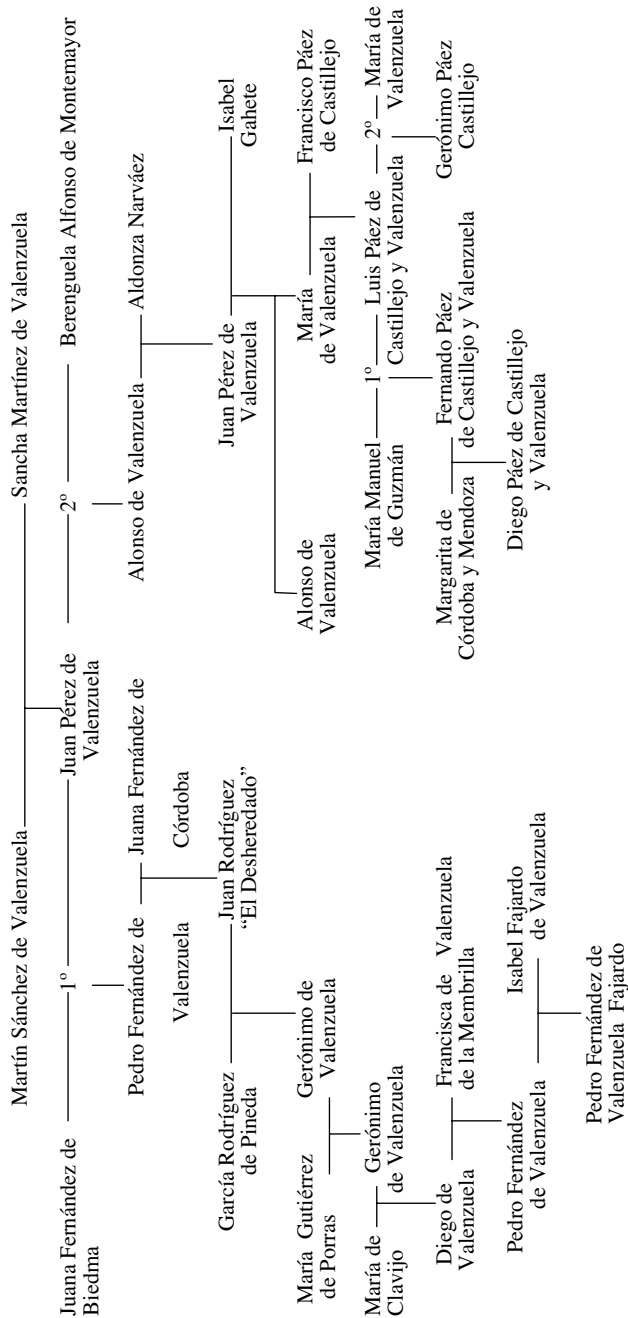 Martín Sánchez de Valenzuela Sancha Martínez de Valenzuela
Juana Fernández de 1º Juan Pérez de 2º Berenguela Alfonso de Montemayor
Biedma Valenzuela
Pedro Fernández de Juana Fernández de Alonso de Valenzuela Aldonza Narváez
Valenzuela Córdoba
García Rodríguez Juan Rodríguez Juan Pérez de Isabel
de Pineda “El Desheredado” Valenzuela Gahete
María Gutiérrez Gerónimo de Alonso de María Francisco Páez
de Porras Valenzuela Valenzuela de Valenzuela de Castillejo
María de Gerónimo María Manuel 1º Luis Páez de 2º María de
Clavijo de Valenzuela de Guzmán Castillejo y Valenzuela Valenzuela
Diego de Francisca de Valenzuela Margarita de Fernando Páez Gerónimo Páez
Valenzuela de la Membrilla Córdoba y Mendoza de Castillejo y Valenzuela Castillejo
Pedro Fernández Isabel Fajardo Diego Páez de Castillejo
de Valenzuela de Valenzuela y Valenzuela
Pedro Fernández de
Valenzuela Fajardo